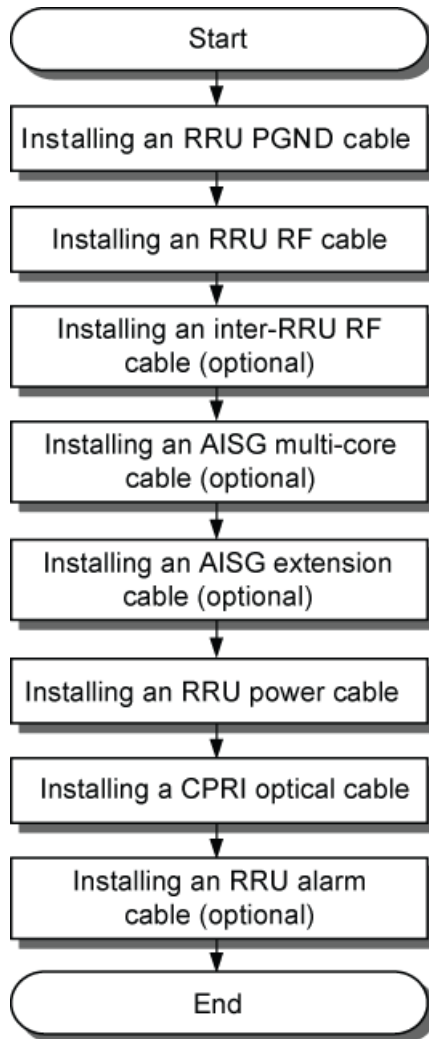 Start
Installing an RRU PGND cable
Installing an RRU RF cable
Installing an inter-RRU RF
cable (optional)
Installing an AISG multi-core
cable (optional)
Installing an AISG extension
cable (optional)
Installing an RRU power cable
Installing a CPRI optical cable
Installing an RRU alarm
cable (optional)
End